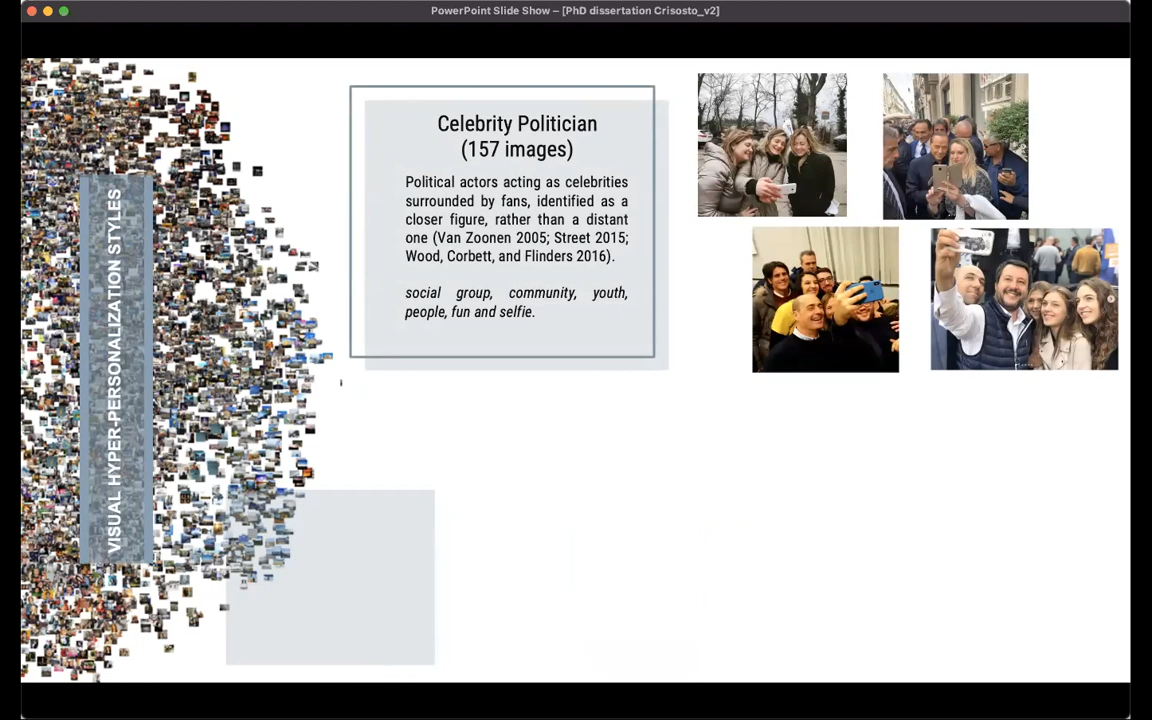 PowerPoint Slide Show – [PhD dissertation Crisosto_v2]
VISUAL HYPER-PERSONALIZATION STYLES
Celebrity Politician
(157 images)
Political actors acting as celebrities
surrounded by fans, identified as a
closer figure, rather than a distant
one (Van Zoonen 2005; Street 2015;
Wood, Corbett, and Flinders 2016).
social group, community, youth,
people, fun and selfie.